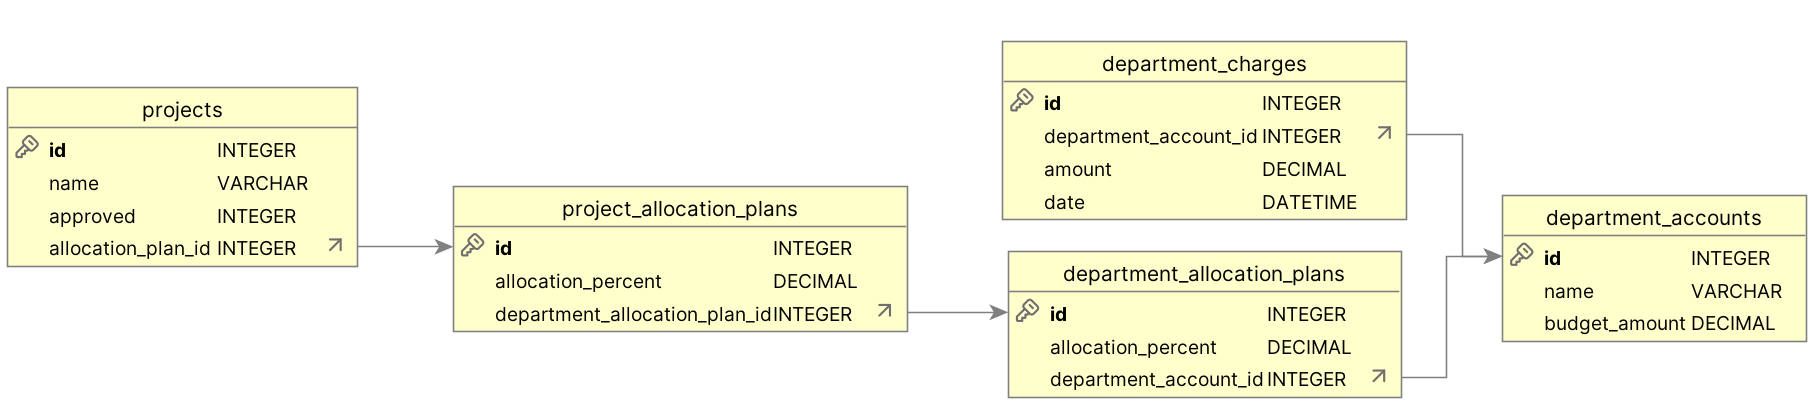 projects
id INTEGER
name VARCHAR
approved INTEGER
allocation_plan_id INTEGER
project_allocation_plans
id INTEGER
allocation_percent DECIMAL
department_allocation_plan_id INTEGER
department_charges
id INTEGER
department_account_id INTEGER
amount DECIMAL
date DATETIME
department_allocation_plans
id INTEGER
allocation_percent DECIMAL
department_account_id INTEGER
department_accounts
id INTEGER
name VARCHAR
budget_amount DECIMAL